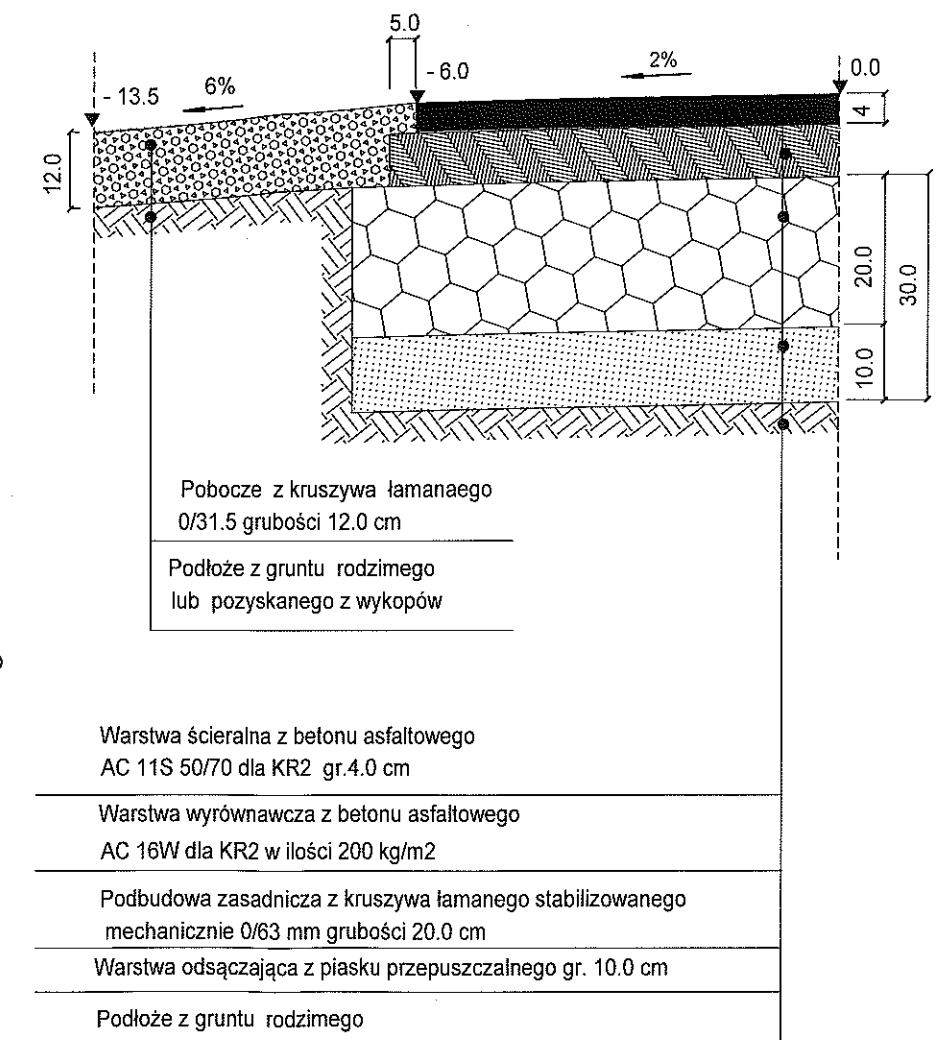 5.0
- 6.0
2%
0.0
- 13.5
6%
4
12.0
20.0
30.0
10.0
Pobocze z kruszywa łamanaego
0/31.5 grubości 12.0 cm
Podłoże z gruntu rodzimego
lub pozyskanego z wykopów
Warstwa ścieralna z betonu asfaltowego
AC 11S 50/70 dla KR2 gr.4.0 cm
Warstwa wyrównawcza z betonu asfaltowego
AC 16W dla KR2 w ilości 200 kg/m2
Podbudowa zasadnicza z kruszywa łamanego stabilizowanego
mechanicznie 0/63 mm grubości 20.0 cm
Warstwa odsączająca z piasku przepuszczalnego gr. 10.0 cm
Podłoże z gruntu rodzimego